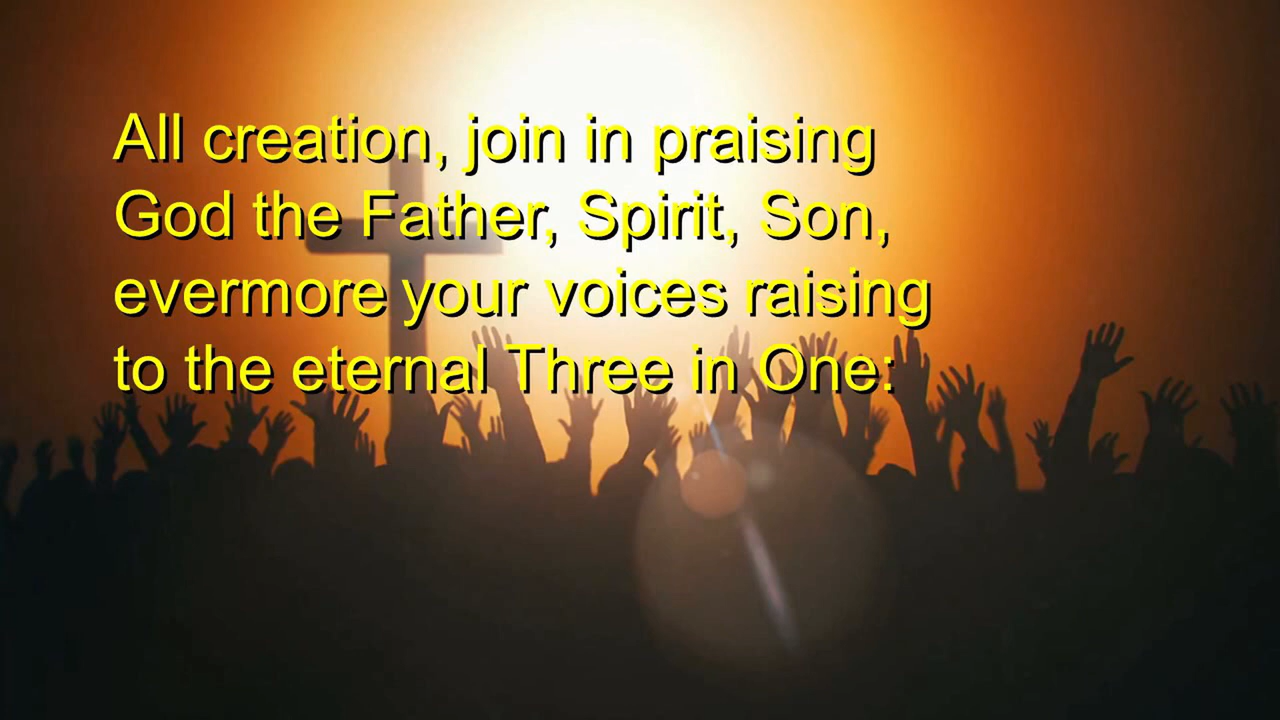 All creation, join in praising
God the Father, Spirit, Son,
evermore your voices raising
to the eternal Three in One: